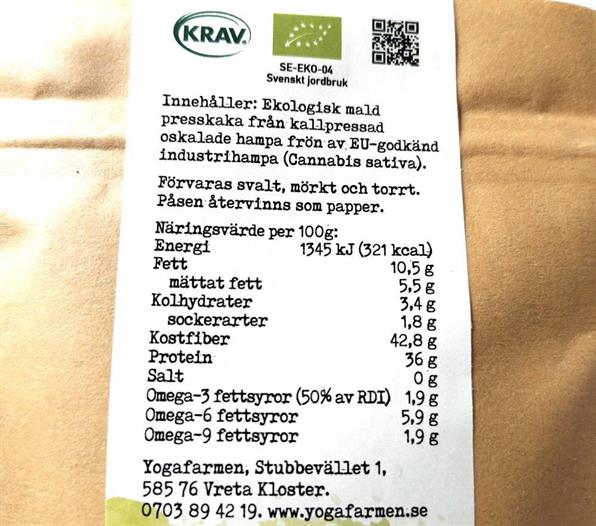 KRAV.
SE-EKO-04
Svenskt jordbruk
Innehåller: Ekologisk mald
presskaka från kallpressad
oskalade hampa frön av EU-godkänd
industrihampa (Cannabis sativa).
Förvaras svalt, mörkt och torrt.
Påsen återvinns som papper.
Näringsvärde per 100g:
Energi 1345 kJ (321 kcal)
Fett 10,5 g
mättat fett 5,5 g
Kolhydrater 3,4 g
sockerarter 1,8 g
Kostfiber 42,8 g
Protein 36 g
Salt 0 g
Omega-3 fettsyror (50% av RDI) 1,9 g
Omega-6 fettsyror 5,9 g
Omega-9 fettsyror 1,9 g
Yogafarmen, Stubbevället 1,
585 76 Vreta Kloster.
0703 89 42 19. www.yogafarmen.se